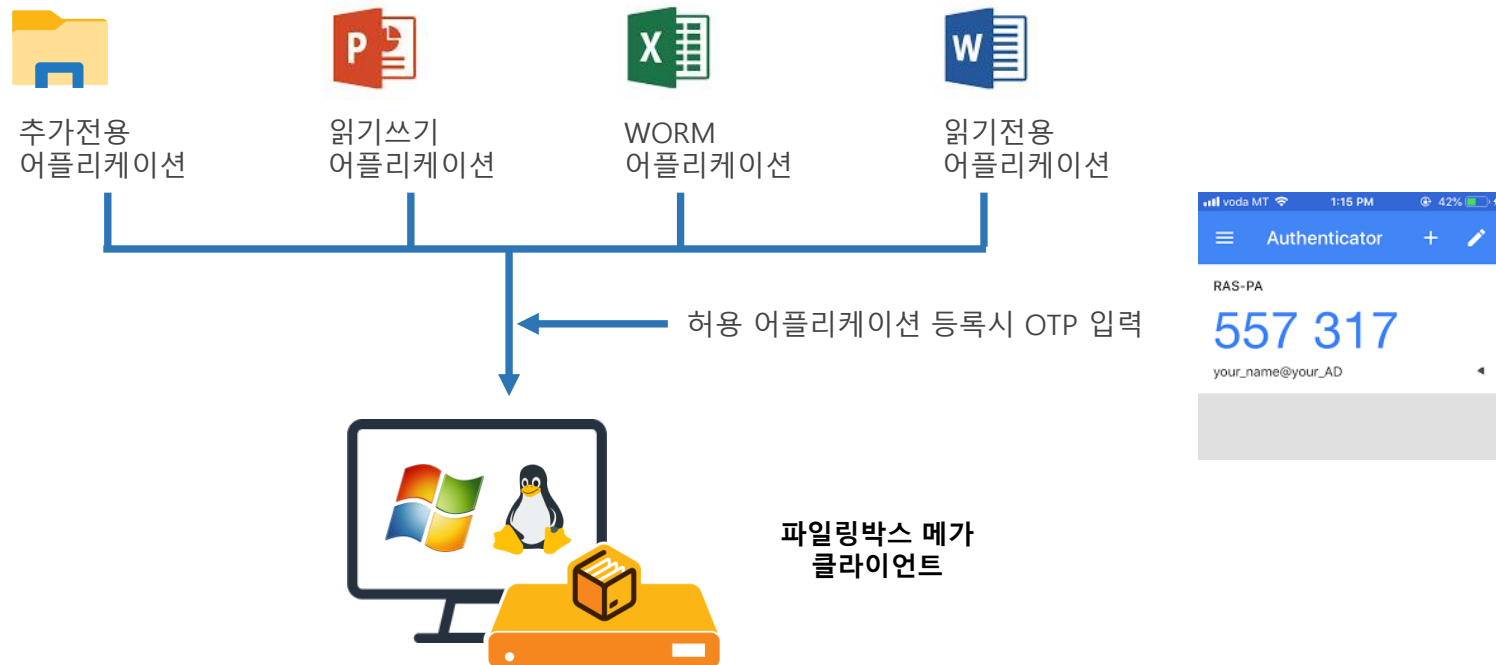 P
X
W
추가전용
어플리케이션
읽기쓰기
어플리케이션
WORM
어플리케이션
읽기전용
어플리케이션
voda MT 1:15 PM 42%
Authenticator
RAS-PA
557 317
your_name@your_AD
허용 어플리케이션 등록시 OTP 입력
파일링박스 메가
클라이언트